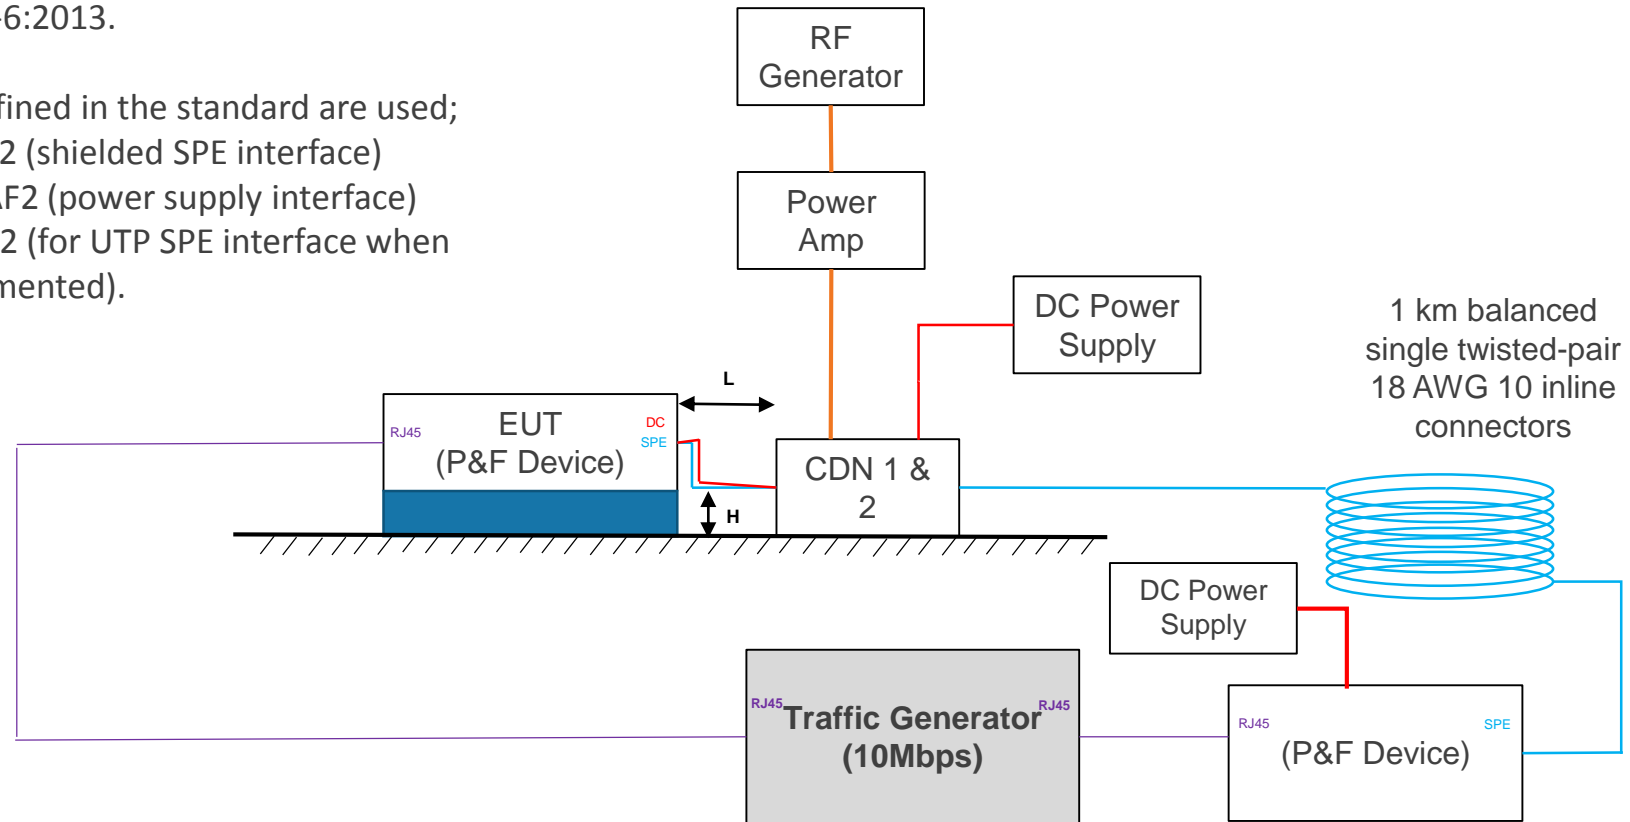 -6:2013.
fined in the standard are used;
2 (shielded SPE interface)
AF2 (power supply interface)
2 (for UTP SPE interface when
mented).
RF
Generator
Power
Amp
DC Power
Supply
1 km balanced
single twisted-pair
18 AWG 10 inline
connectors
L
RJ45
EUT
(P&F Device)
DC
SPE
H
CDN 1 &
2
DC Power
Supply
RJ45
Traffic Generator
(10Mbps)
RJ45
RJ45
(P&F Device)
SPE